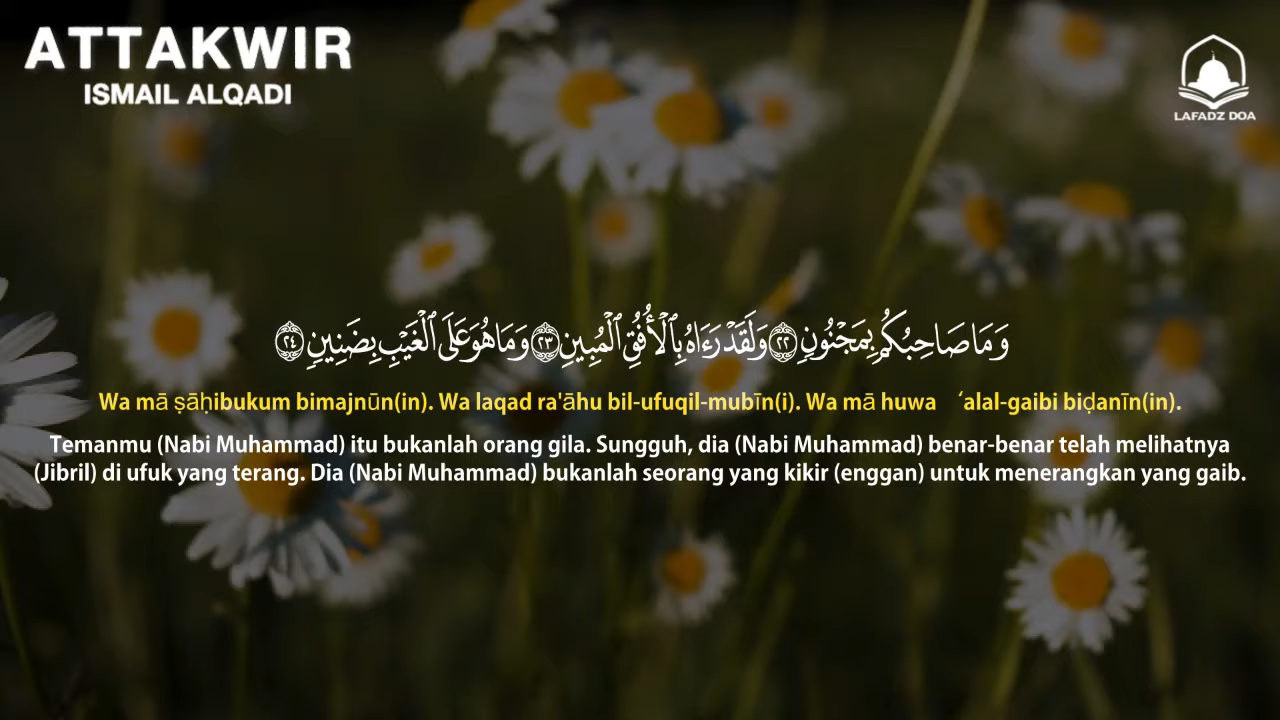 ATTAKWIR
ISMAIL ALQADI
LAFADZ DOA
وَمَا صَاحِبُكُم بِمَجْنُونٍ ۝٢٢ وَلَقَدْ رَءَاهُ بِٱلْأُفُقِ ٱلْمُبِينِ ۝٢٣ وَمَا هُوَ عَلَى ٱلْغَيْبِ بِضَنِينٍ ۝٢٤
Wa mā ṣāḥibukum bimajnūn(in). Wa laqad ra'āhu bil-ufuqil-mubīn(i). Wa mā huwa ‘alal-gaibi biḍanīn(in).
Temanmu (Nabi Muhammad) itu bukanlah orang gila. Sungguh, dia (Nabi Muhammad) benar-benar telah melihatnya
(Jibril) di ufuk yang terang. Dia (Nabi Muhammad) bukanlah seorang yang kikir (enggan) untuk menerangkan yang gaib.